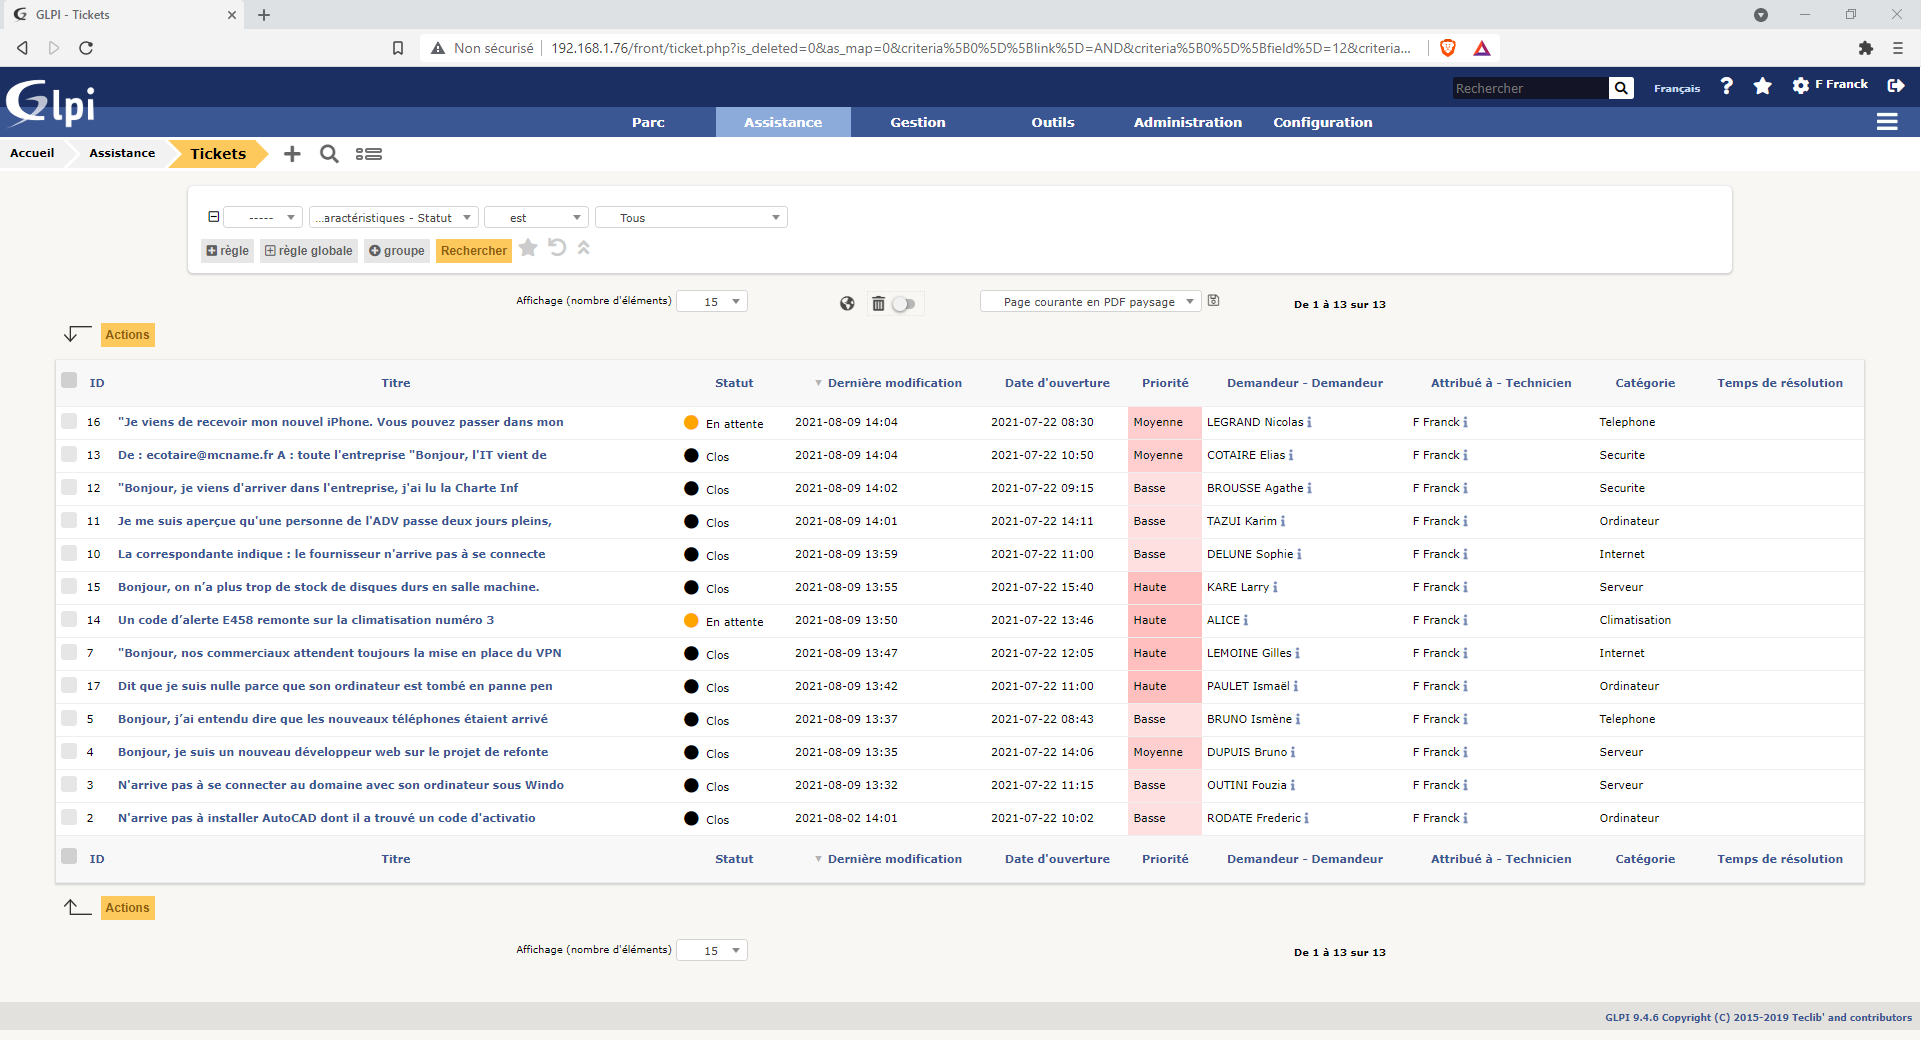 GLPI - Tickets
Non sécurisé
192.168.1.76/front/ticket.php?is_deleted=0&as_map=0&criteria%5B0%5D%5Blink%5D=AND&criteria%5B0%5D%5Bfield%5D=12&criteria...
Glpi
Rechercher
Français
?
F Franck
Parc Assistance Gestion Outils Administration Configuration
Accueil Assistance Tickets
-----
...aractéristiques - Statut
est
Tous
règle règle globale groupe Rechercher
Affichage (nombre d'éléments) 15
Page courante en PDF paysage
De 1 à 13 sur 13
Actions
ID Titre Statut Dernière modification Date d'ouverture Priorité Demandeur - Demandeur Attribué à - Technicien Catégorie Temps de résolution
16 "Je viens de recevoir mon nouvel iPhone. Vous pouvez passer dans mon En attente 2021-08-09 14:04 2021-07-22 08:30 Moyenne LEGRAND Nicolas F Franck Telephone
13 De : ecotaire@mcname.fr A : toute l'entreprise "Bonjour, l'IT vient de Clos 2021-08-09 14:04 2021-07-22 10:50 Moyenne COTAIRE Elias F Franck Securite
12 "Bonjour, je viens d'arriver dans l'entreprise, j'ai lu la Charte Inf Clos 2021-08-09 14:02 2021-07-22 09:15 Basse BROUSSE Agathe F Franck Securite
11 Je me suis aperçue qu'une personne de l'ADV passe deux jours pleins, Clos 2021-08-09 14:01 2021-07-22 14:11 Basse TAZUI Karim F Franck Ordinateur
10 La correspondante indique : le fournisseur n'arrive pas à se connecte Clos 2021-08-09 13:59 2021-07-22 11:00 Basse DELUNE Sophie F Franck Internet
15 Bonjour, on n’a plus trop de stock de disques durs en salle machine. Clos 2021-08-09 13:55 2021-07-22 15:40 Haute KARE Larry F Franck Serveur
14 Un code d’alerte E458 remonte sur la climatisation numéro 3 En attente 2021-08-09 13:50 2021-07-22 13:46 Haute ALICE F Franck Climatisation
7 "Bonjour, nos commerciaux attendent toujours la mise en place du VPN Clos 2021-08-09 13:47 2021-07-22 12:05 Haute LEMOINE Gilles F Franck Internet
17 Dit que je suis nulle parce que son ordinateur est tombé en panne pen Clos 2021-08-09 13:42 2021-07-22 11:00 Haute PAULET Ismaël F Franck Ordinateur
5 Bonjour, j’ai entendu dire que les nouveaux téléphones étaient arrivé Clos 2021-08-09 13:37 2021-07-22 08:43 Basse BRUNO Ismène F Franck Telephone
4 Bonjour, je suis un nouveau développeur web sur le projet de refonte Clos 2021-08-09 13:35 2021-07-22 14:06 Moyenne DUPUIS Bruno F Franck Serveur
3 N'arrive pas à se connecter au domaine avec son ordinateur sous Windo Clos 2021-08-09 13:32 2021-07-22 11:15 Basse OUTINI Fouzia F Franck Serveur
2 N'arrive pas à installer AutoCAD dont il a trouvé un code d'activatio Clos 2021-08-02 14:01 2021-07-22 10:02 Basse RODATE Frederic F Franck Ordinateur
ID Titre Statut Dernière modification Date d'ouverture Priorité Demandeur - Demandeur Attribué à - Technicien Catégorie Temps de résolution
Actions
Affichage (nombre d'éléments) 15
De 1 à 13 sur 13
GLPI 9.4.6 Copyright (C) 2015-2019 Teclib' and contributors